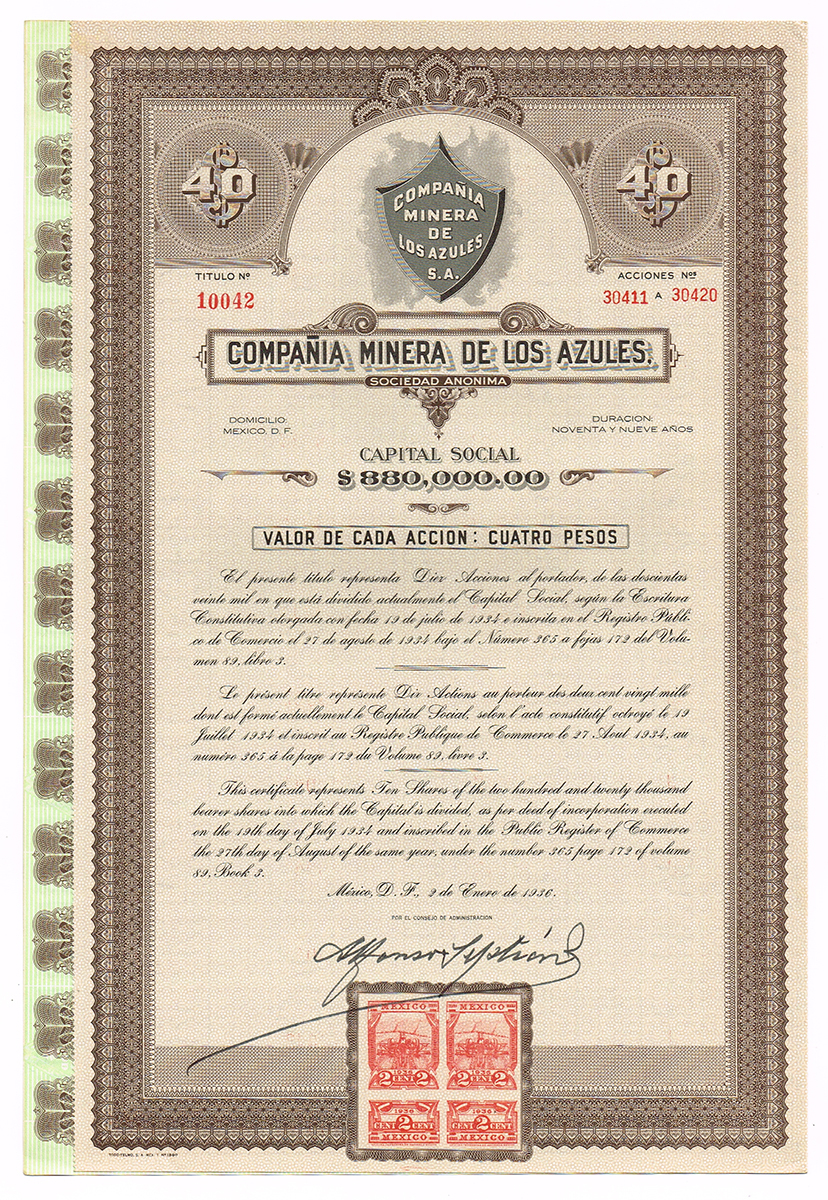 40
40
COMPAÑIA
MINERA
DE
LOS AZULES
S.A.
TITULO Nº
10042
ACCIONES Nos
30411 A 30420
COMPAÑIA MINERA DE LOS AZULES.
SOCIEDAD ANONIMA
DOMICILIO:
MEXICO. D. F.
DURACION:
NOVENTA Y NUEVE AÑOS
CAPITAL SOCIAL
$ 880,000.00
VALOR DE CADA ACCION: CUATRO PESOS
El presente titulo representa Diez Acciones al portador, de las doscientas
veinte mil en que está dividido actualmente el Capital Social, según la Escritura
Constitutiva otorgada con fecha 19 de julio de 1934 e inscrita en el Registro Públi-
co de Comercio el 27 de agosto de 1934 bajo el Número 365 a fojas 172 del Volu-
men 89, libro 3.
Le présent titre représente Dix Actions au porteur des deux cent vingt mille
dont est formé actuellement le Capital Social, selon l'acte constitutif octroyé le 19
Juillet 1934 et inscrit au Registre Publique de Commerce le 27 Aout 1934, au
numéro 365 á la page 172 du Volume 89, livre 3.
This certificate represents Ten Shares of the two hundred and twenty thousand
bearer shares into which the Capital is divided, as per deed of incorporation executed
on the 19th day of July 1934 and inscribed in the Public Register of Commerce
the 27th day of August of the same year, under the number 365 page 172 of volume
89, Book 3.
México, D. F., 2 de Enero de 1936.
POR EL CONSEJO DE ADMINISTRACION
MEXICO MEXICO
1936 1936
2 CENT 2 2 CENT 2
1936 1936
CENT 2 CENT CENT 2 CENT
MEXICO MEXICO